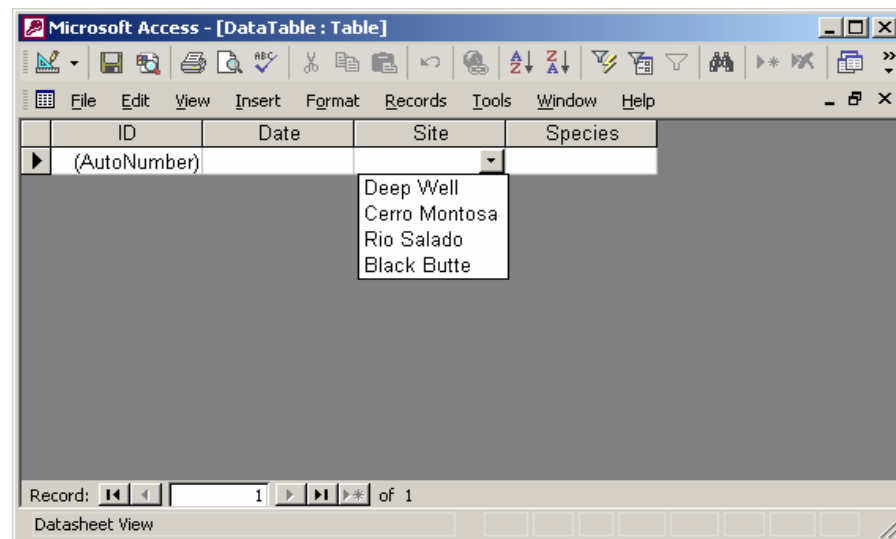 Microsoft Access - [DataTable : Table]
ABC A Z Z A
File Edit View Insert Format Records Tools Window Help
ID Date Site Species
(AutoNumber)
Deep Well
Cerro Montosa
Rio Salado
Black Butte
Record: 1 of 1
Datasheet View